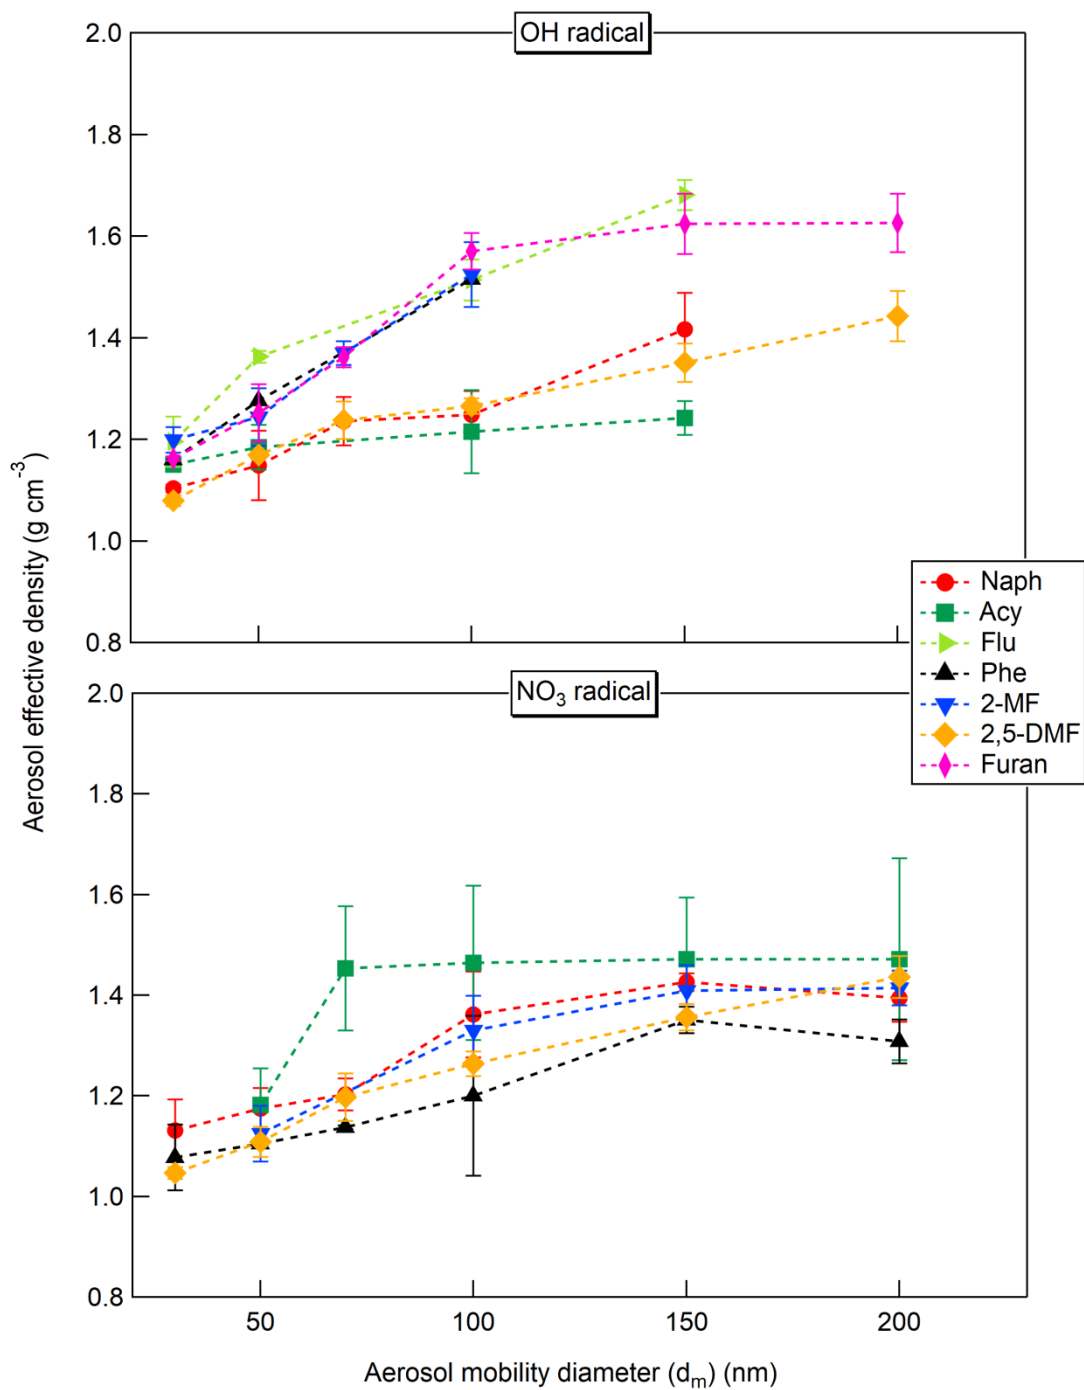 OH radical
2.0
1.8
1.6
1.4
1.2
1.0
0.8
Aerosol effective density (g cm⁻³)
Naph
Acy
Flu
Phe
2-MF
2,5-DMF
Furan
NO₃ radical
2.0
1.8
1.6
1.4
1.2
1.0
0.8
50 100 150 200
Aerosol mobility diameter (dₘ) (nm)